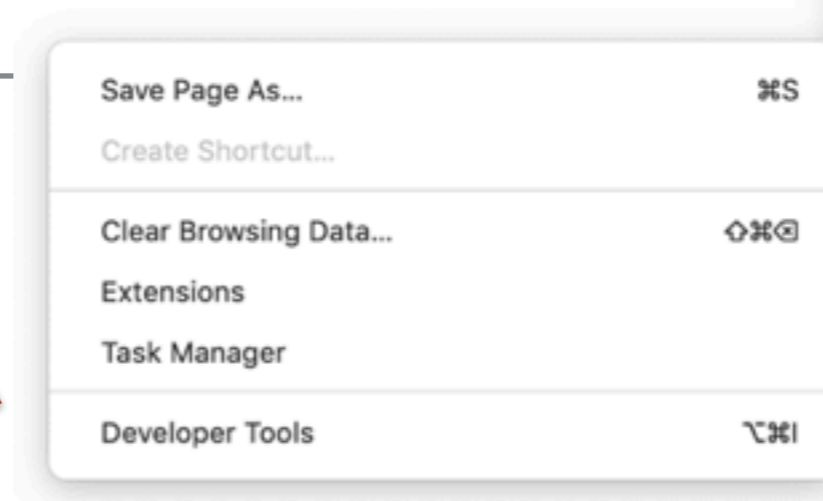 Save Page As... ⌘S
Create Shortcut...
Clear Browsing Data... ⇧⌘⌫
Extensions
Task Manager
Developer Tools ⌥⌘I